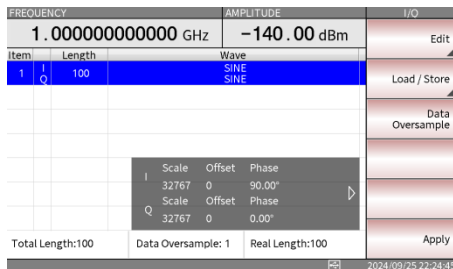 FREQUENCY AMPLITUDE I/Q
1.000000000000 GHz -140.00 dBm
Edit
Item Length Wave
1 I 100 SINE
Q SINE
Load / Store
Data
Oversample
Scale Offset Phase
I
32767 0 90.00°
Scale Offset Phase
Q
32767 0 0.00°
Total Length:100 Data Oversample: 1 Real Length:100
Apply
2024/09/25 22:24:45